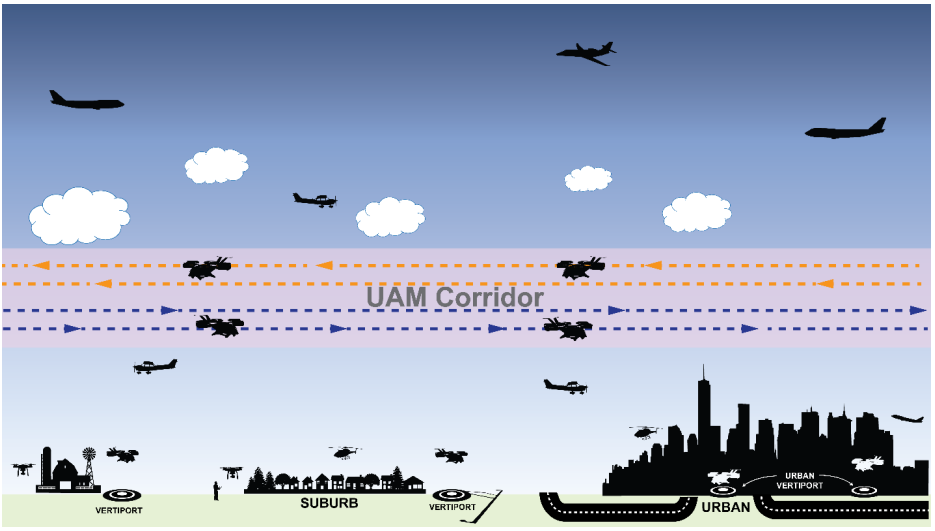 UAM Corridor
URBAN
VERTIPORT
SUBURB
VERTIPORT
VERTIPORT
URBAN